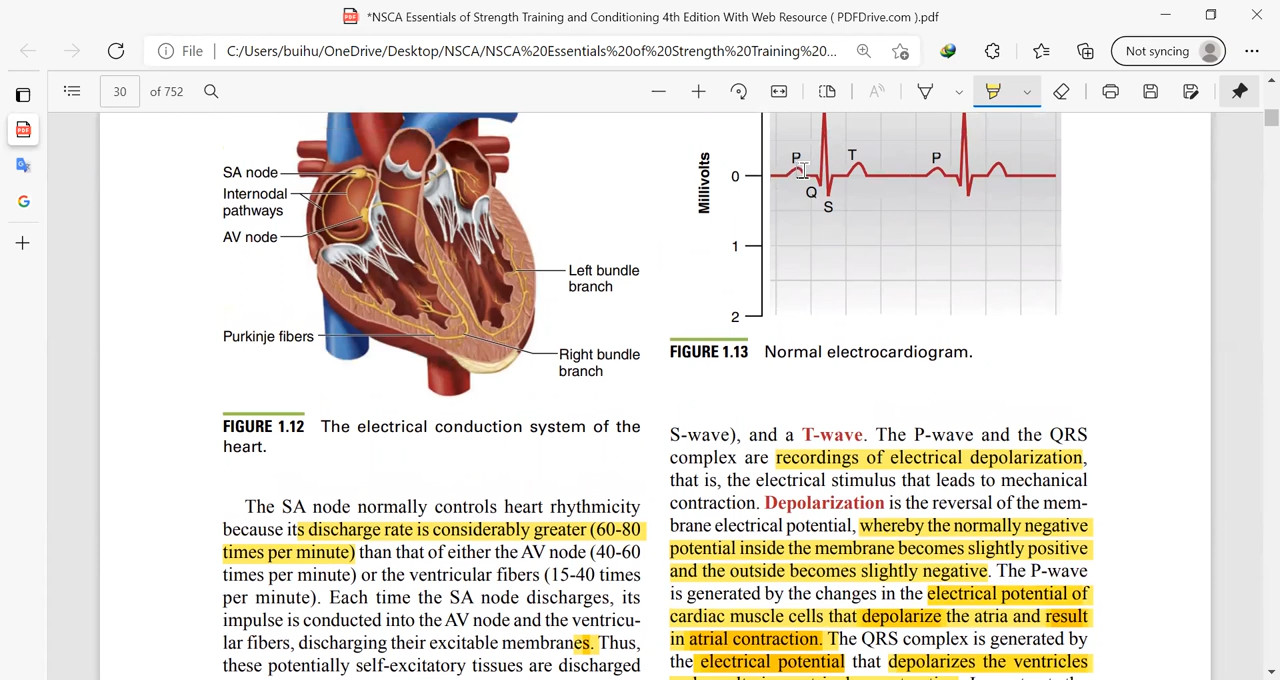 *NSCA Essentials of Strength Training and Conditioning 4th Edition With Web Resource ( PDFDrive.com ).pdf
File
C:/Users/buihu/OneDrive/Desktop/NSCA/NSCA%20Essentials%20of%20Strength%20Training%20...
Not syncing
30
of 752
SA node
Internodal
pathways
AV node
Left bundle
branch
Purkinje fibers
Right bundle
branch
FIGURE 1.12 The electrical conduction system of the
heart.
The SA node normally controls heart rhythmicity
because its discharge rate is considerably greater (60-80
times per minute) than that of either the AV node (40-60
times per minute) or the ventricular fibers (15-40 times
per minute). Each time the SA node discharges, its
impulse is conducted into the AV node and the ventricu-
lar fibers, discharging their excitable membranes. Thus,
these potentially self-excitatory tissues are discharged
Millivolts
0
1
2
P
Q
S
T
P
FIGURE 1.13 Normal electrocardiogram.
S-wave), and a T-wave. The P-wave and the QRS
complex are recordings of electrical depolarization,
that is, the electrical stimulus that leads to mechanical
contraction. Depolarization is the reversal of the mem-
brane electrical potential, whereby the normally negative
potential inside the membrane becomes slightly positive
and the outside becomes slightly negative. The P-wave
is generated by the changes in the electrical potential of
cardiac muscle cells that depolarize the atria and result
in atrial contraction. The QRS complex is generated by
the electrical potential that depolarizes the ventricles